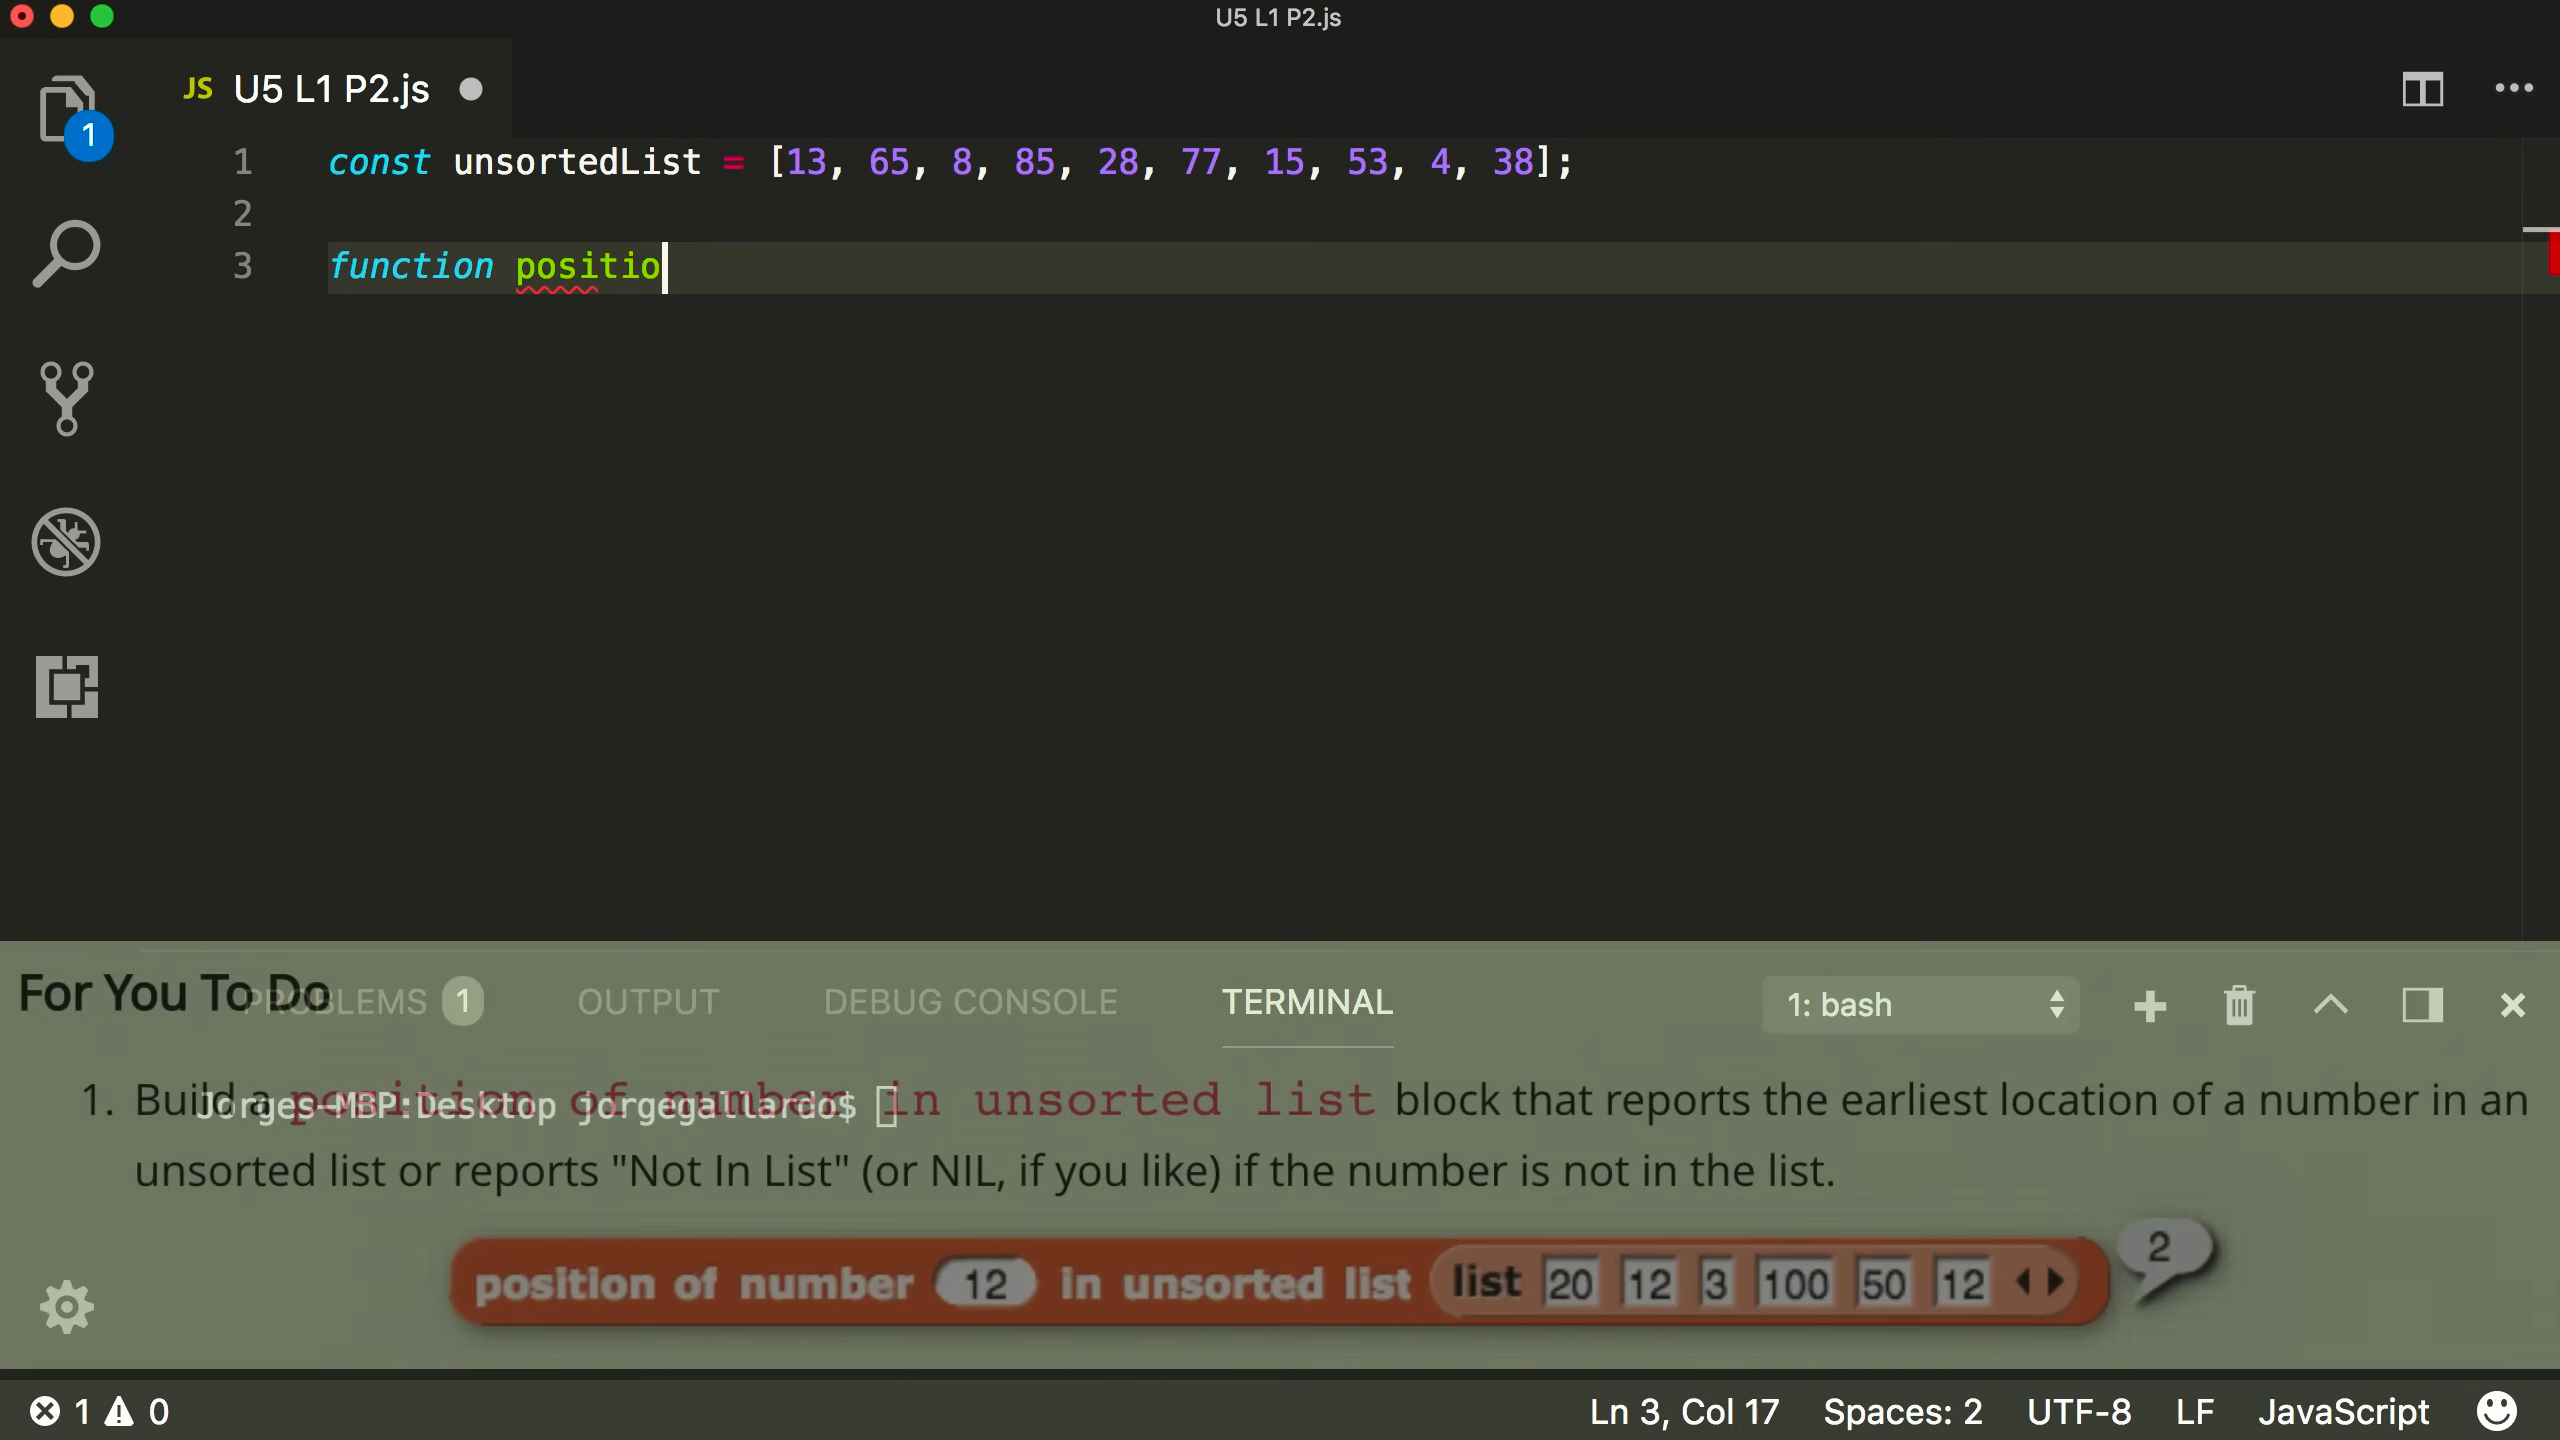 U5 L1 P2.js
JS U5 L1 P2.js
1
1 const unsortedList = [13, 65, 8, 85, 28, 77, 15, 53, 4, 38];
2
3 function positio
For You To Do
PROBLEMS 1 OUTPUT DEBUG CONSOLE TERMINAL 1: bash
1. Build a position of number in unsorted list block that reports the earliest location of a number in an
Jorges-MBP:Desktop jorgegallardo$
unsorted list or reports "Not In List" (or NIL, if you like) if the number is not in the list.
position of number 12 in unsorted list list 20 12 3 100 50 12 2
1 0 Ln 3, Col 17 Spaces: 2 UTF-8 LF JavaScript